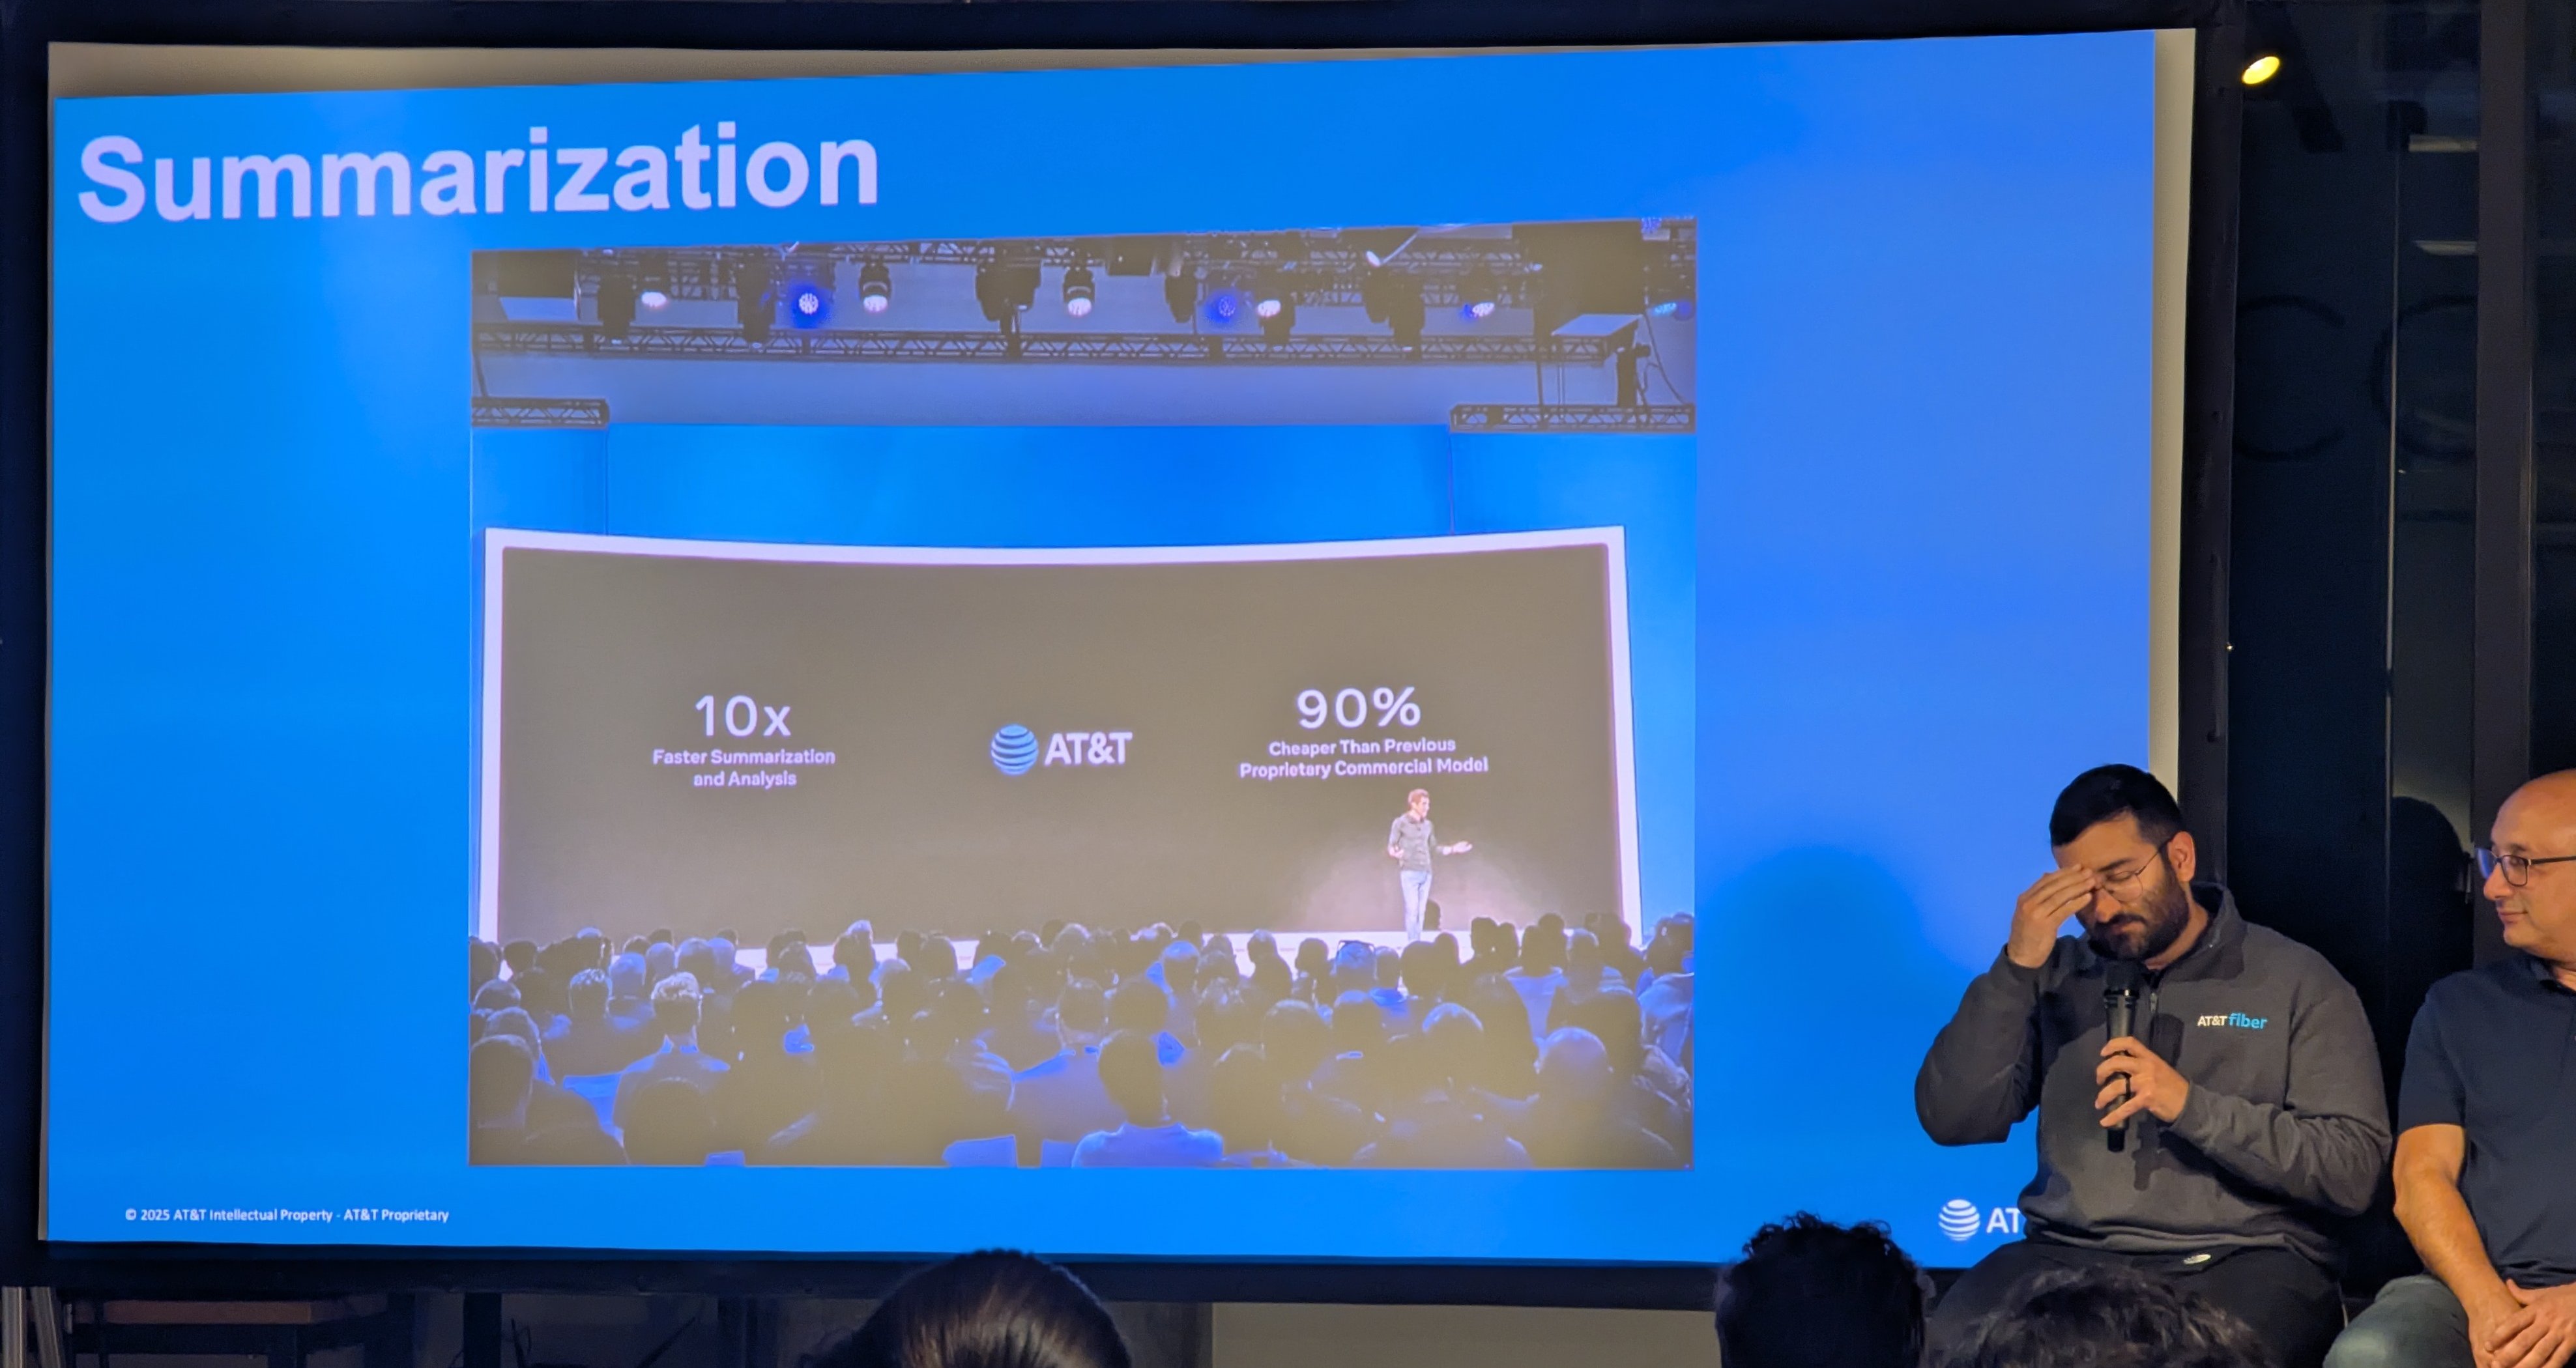 Summarization
10x
Faster Summarization
and Analysis
AT&T
90%
Cheaper Than Previous
Proprietary Commercial Model
AT&T fiber
© 2025 AT&T Intellectual Property - AT&T Proprietary
AT